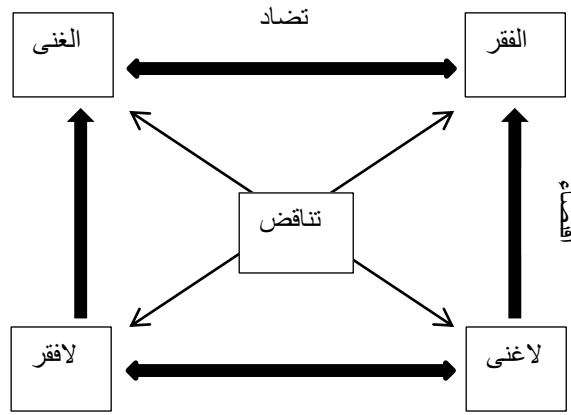 تضاد
الفقر
الغنى
تناقض
اقتضاء
لاغنى
لافقر